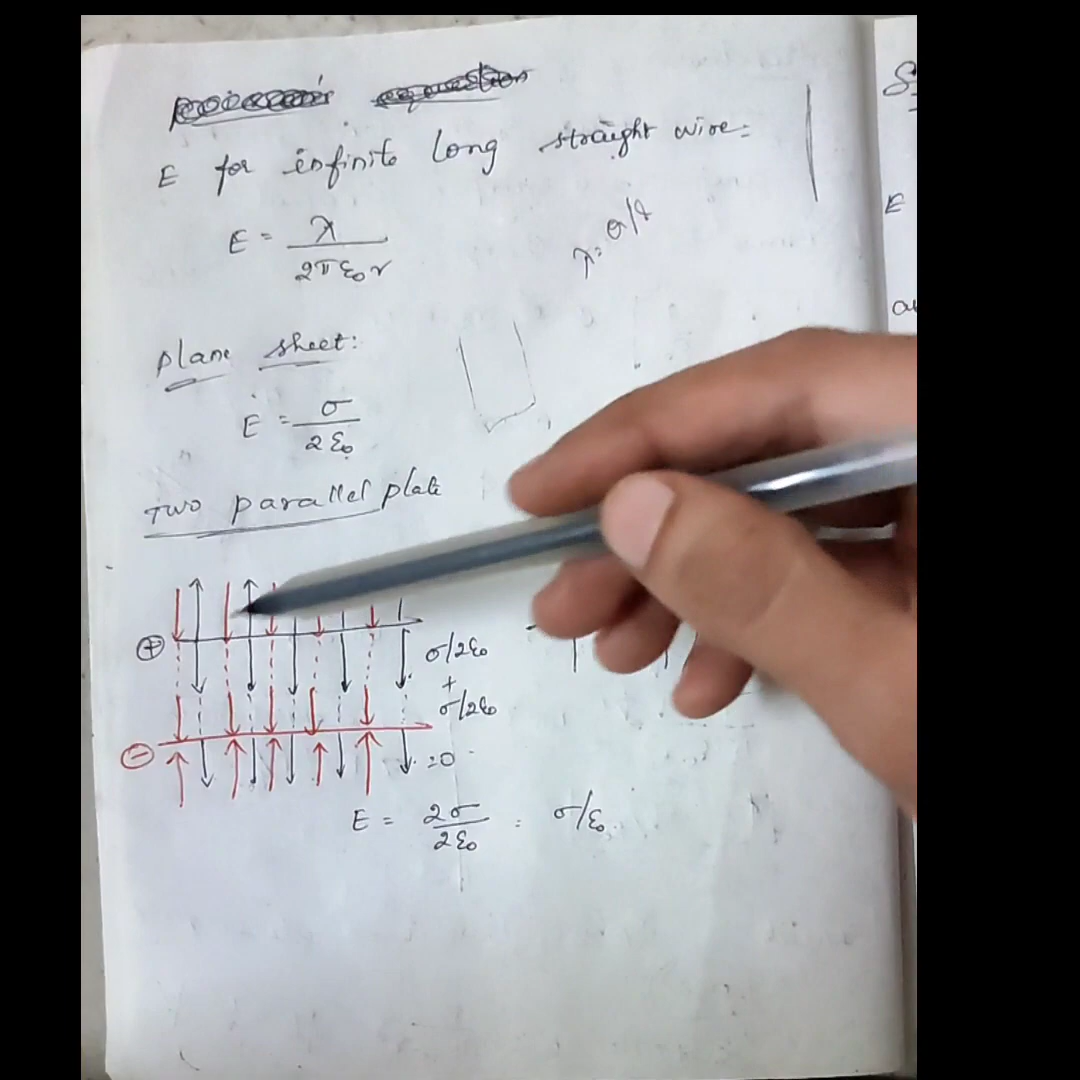 E for infinite long straight wire:
E = λ / 2πε₀r
λ = q/l
plane sheet:
E = σ / 2ε₀
Two parallel plate
⊕
σ/2ε₀
+
σ/2ε₀
⊖
=0
E = 2σ / 2ε₀ = σ/ε₀
E